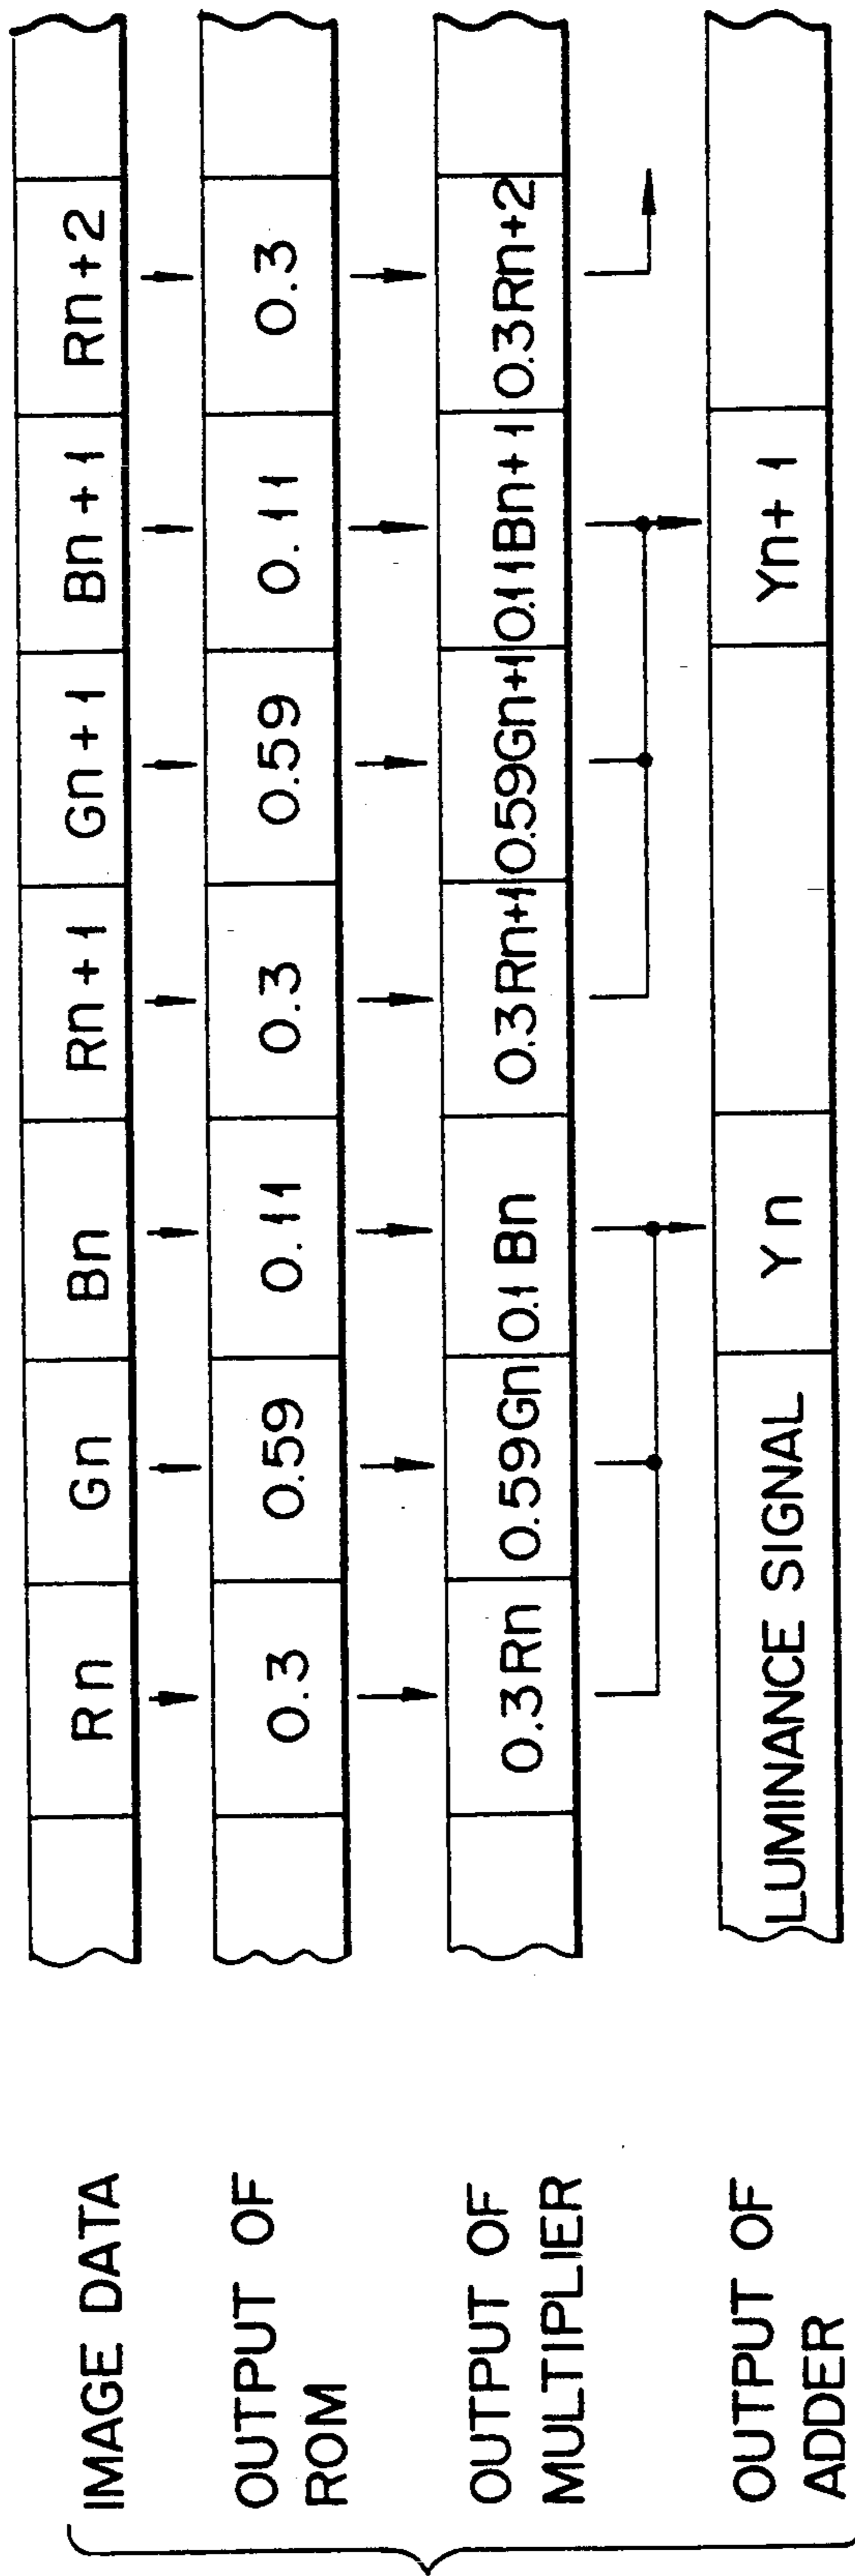 IMAGE DATA
Rn Gn Bn Rn+1 Gn+1 Bn+1 Rn+2
OUTPUT OF
ROM
0.3 0.59 0.11 0.3 0.59 0.11 0.3
OUTPUT OF
MULTIPLIER
0.3Rn 0.59Gn 0.1 Bn 0.3Rn+1 0.59Gn+1 0.11Bn+1 0.3Rn+2
OUTPUT OF
ADDER
LUMINANCE SIGNAL Yn Yn+1